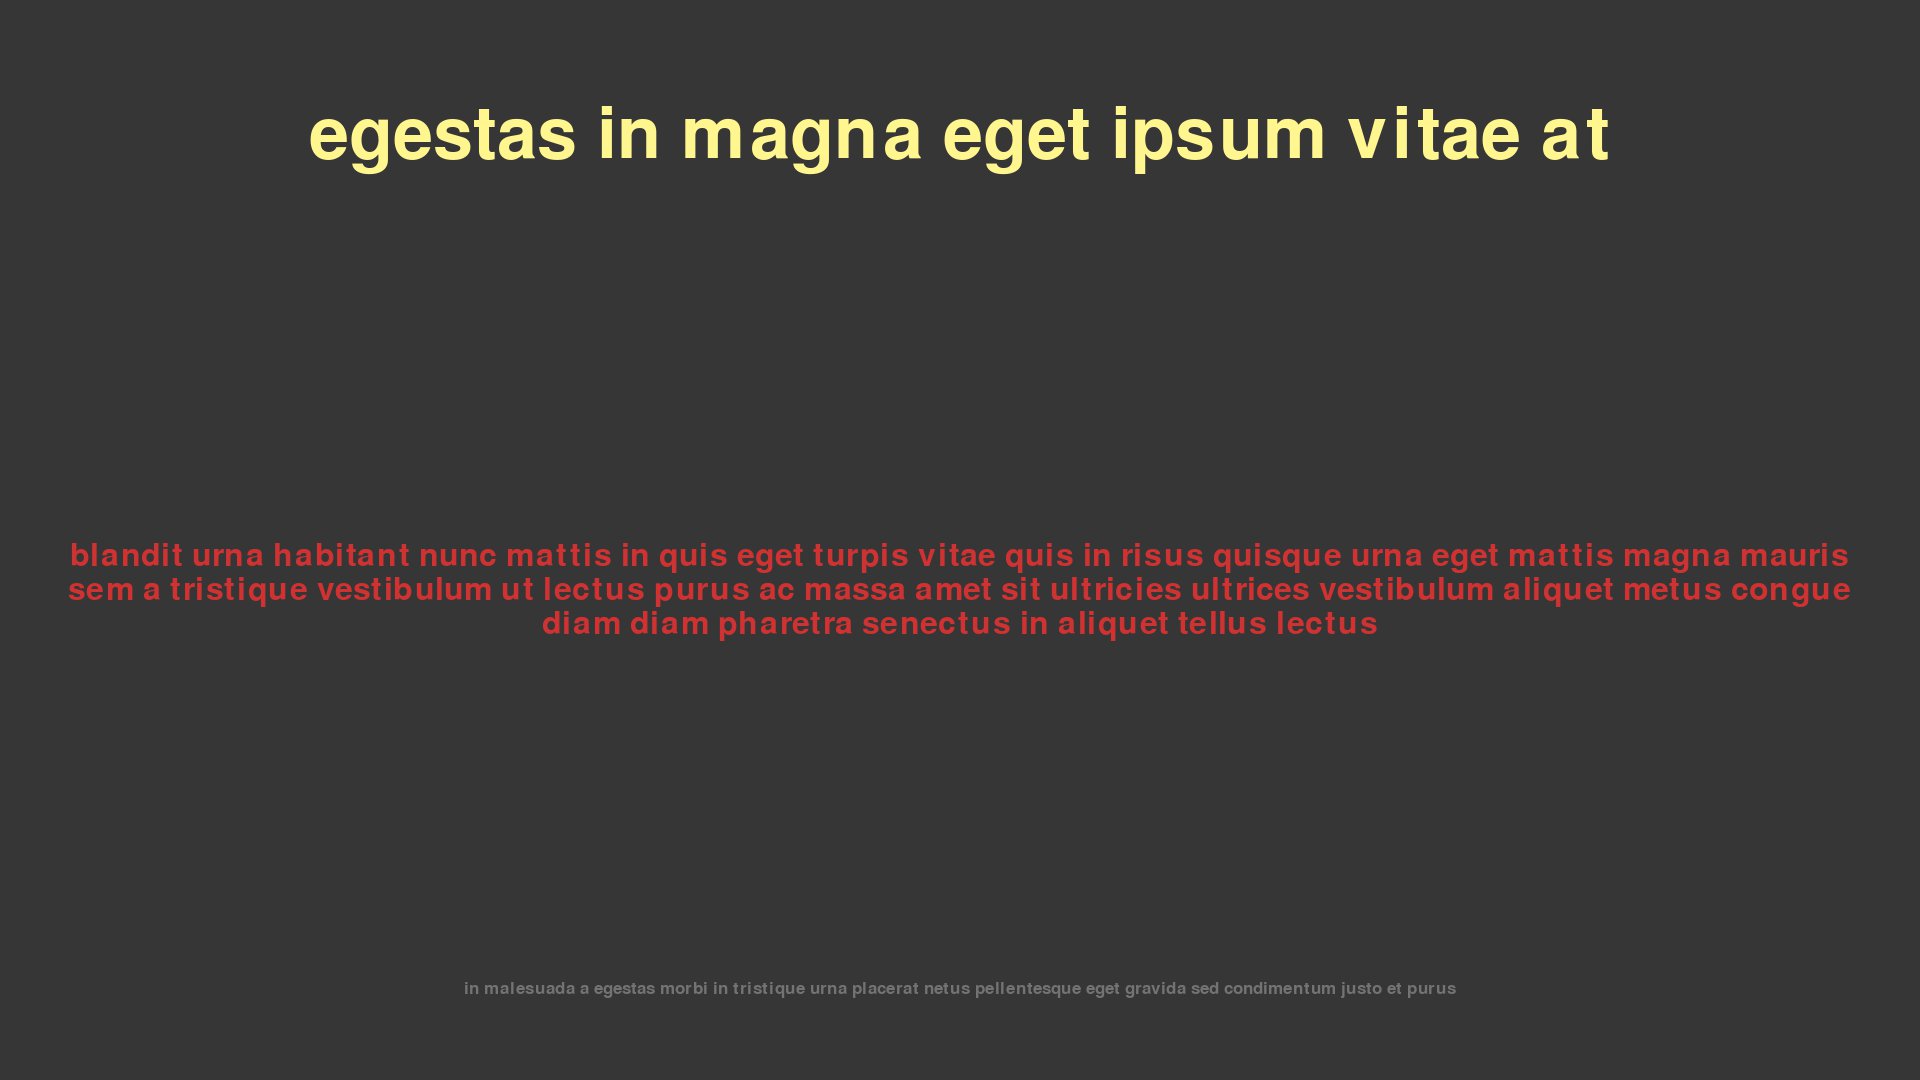 egestas in magna eget ipsum vitae at
blandit urna habitant nunc mattis in quis eget turpis vitae quis in risus quisque urna eget mattis magna mauris
sem a tristique vestibulum ut lectus purus ac massa amet sit ultricies ultrices vestibulum aliquet metus congue
diam diam pharetra senectus in aliquet tellus lectus
in malesuada a egestas morbi in tristique urna placerat netus pellentesque eget gravida sed condimentum justo et purus